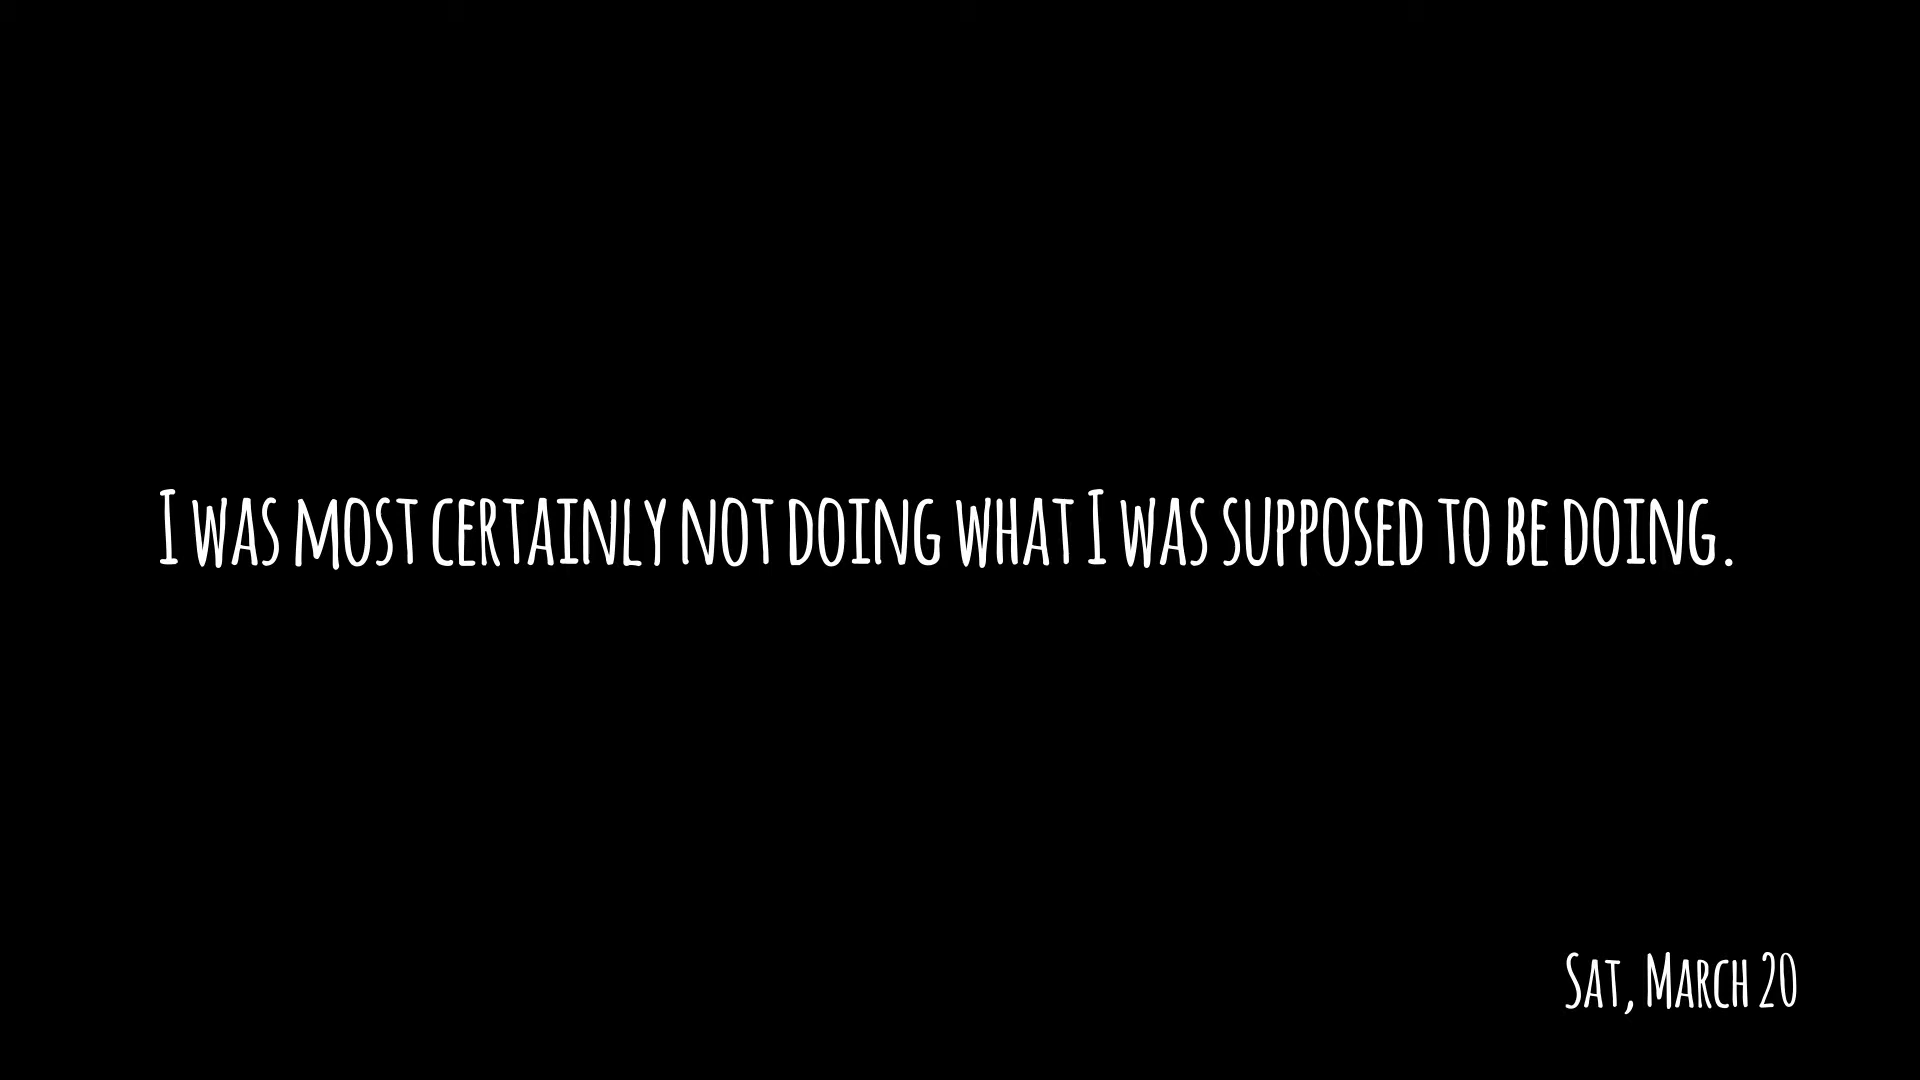 I was most certainly not doing what I was supposed to be doing.
Sat, March 20